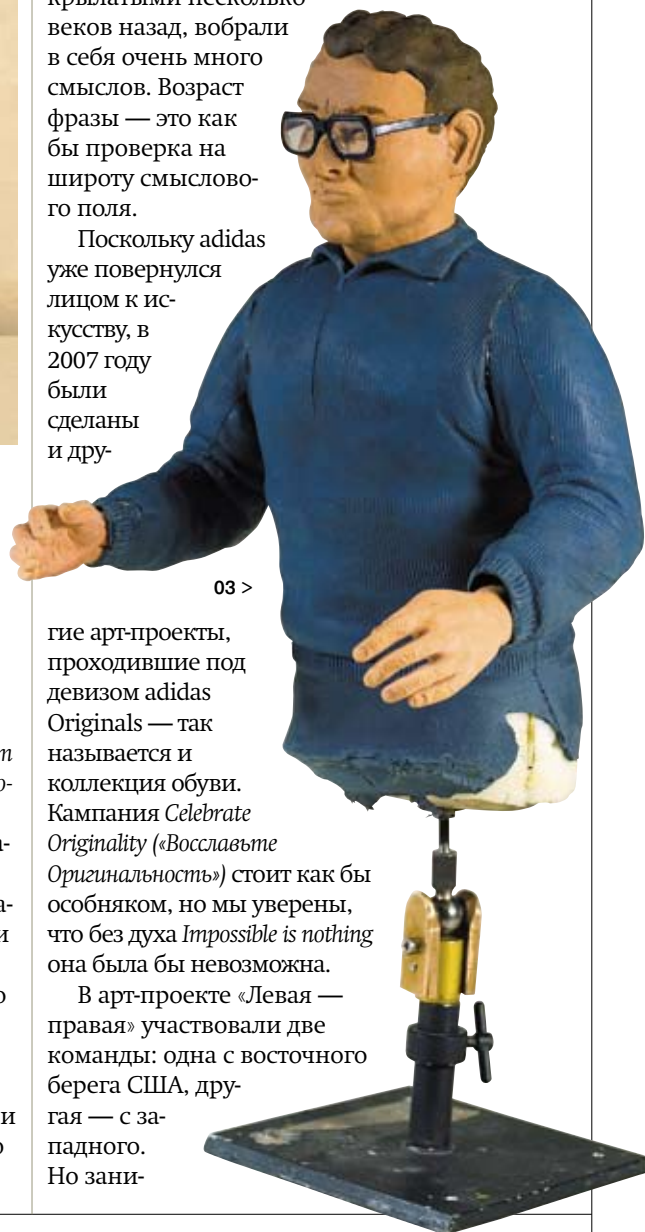 крылатыми несколько
веков назад, вобрали
в себя очень много
смыслов. Возраст
фразы — это как
бы проверка на
широту смыслово-
го поля.
Поскольку adidas
уже повернулся
лицом к ис-
кусству, в
2007 году
были
сделаны
и дру-
03 >
гие арт-проекты,
проходившие под
девизом adidas
Originals — так
называется и
коллекция обуви.
Кампания Celebrate
Originality («Восславьте
Оригинальность») стоит как бы
особняком, но мы уверены,
что без духа Impossible is nothing
она была бы невозможна.
В арт-проекте «Левая —
правая» участвовали две
команды: одна с восточного
берега США, дру-
гая — с за-
падного.
Но зани-